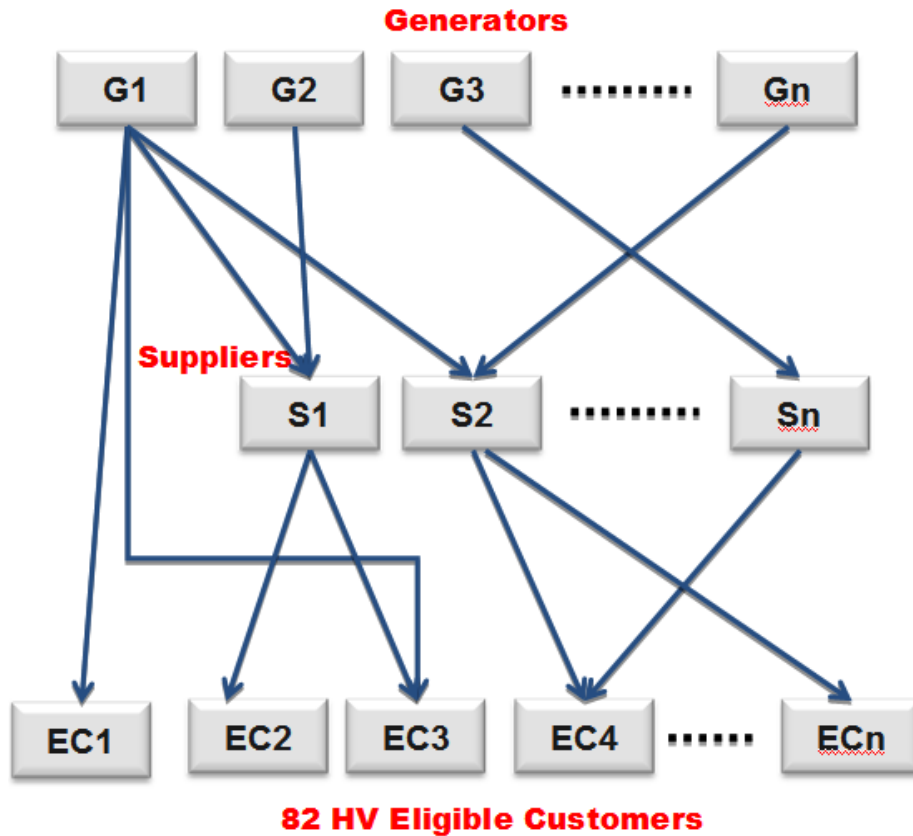 Generators
G1 G2 G3 Gn
Suppliers
S1 S2 Sn
EC1 EC2 EC3 EC4 ECn
82 HV Eligible Customers